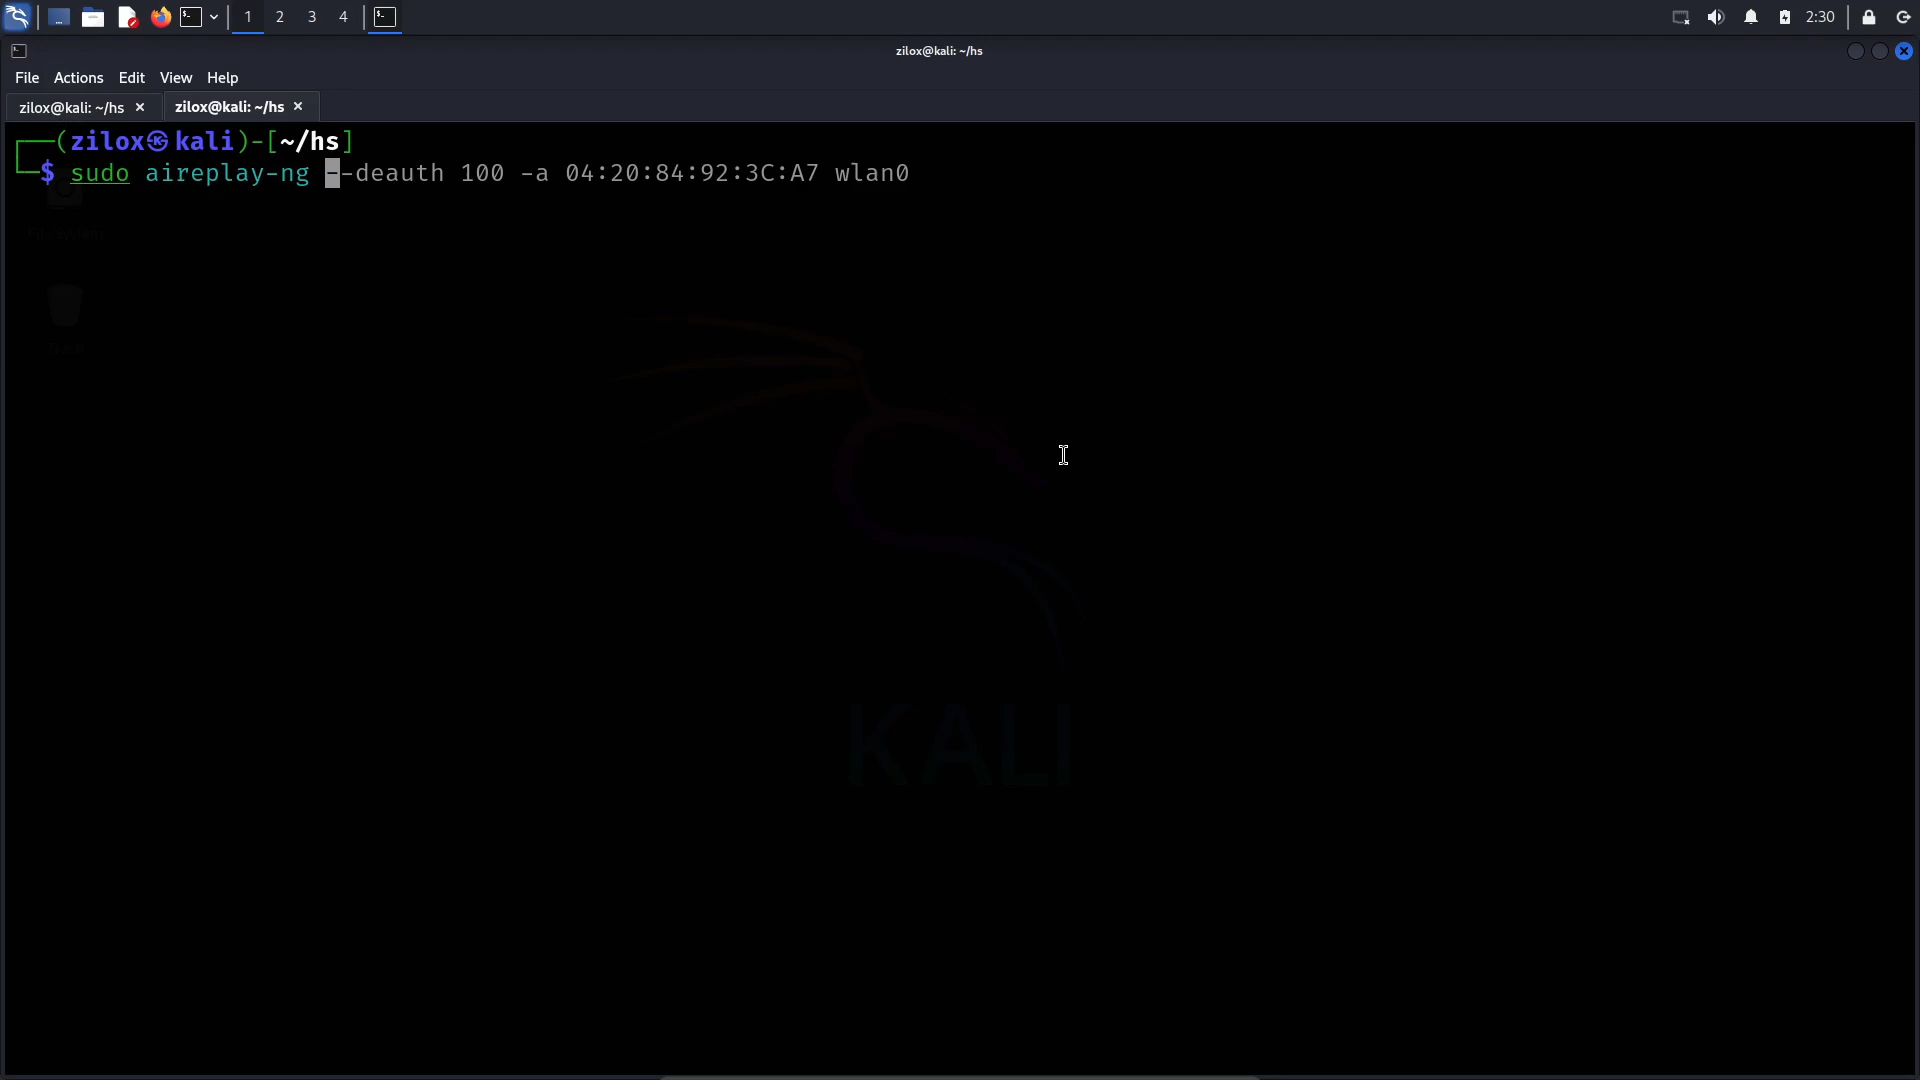 1 2 3 4 2:30
zilox@kali: ~/hs
File Actions Edit View Help
zilox@kali: ~/hs × zilox@kali: ~/hs ×
┌──(zilox㉿kali)-[~/hs]
└─$ sudo aireplay-ng --deauth 100 -a 04:20:84:92:3C:A7 wlan0
File System
Trash
KALI